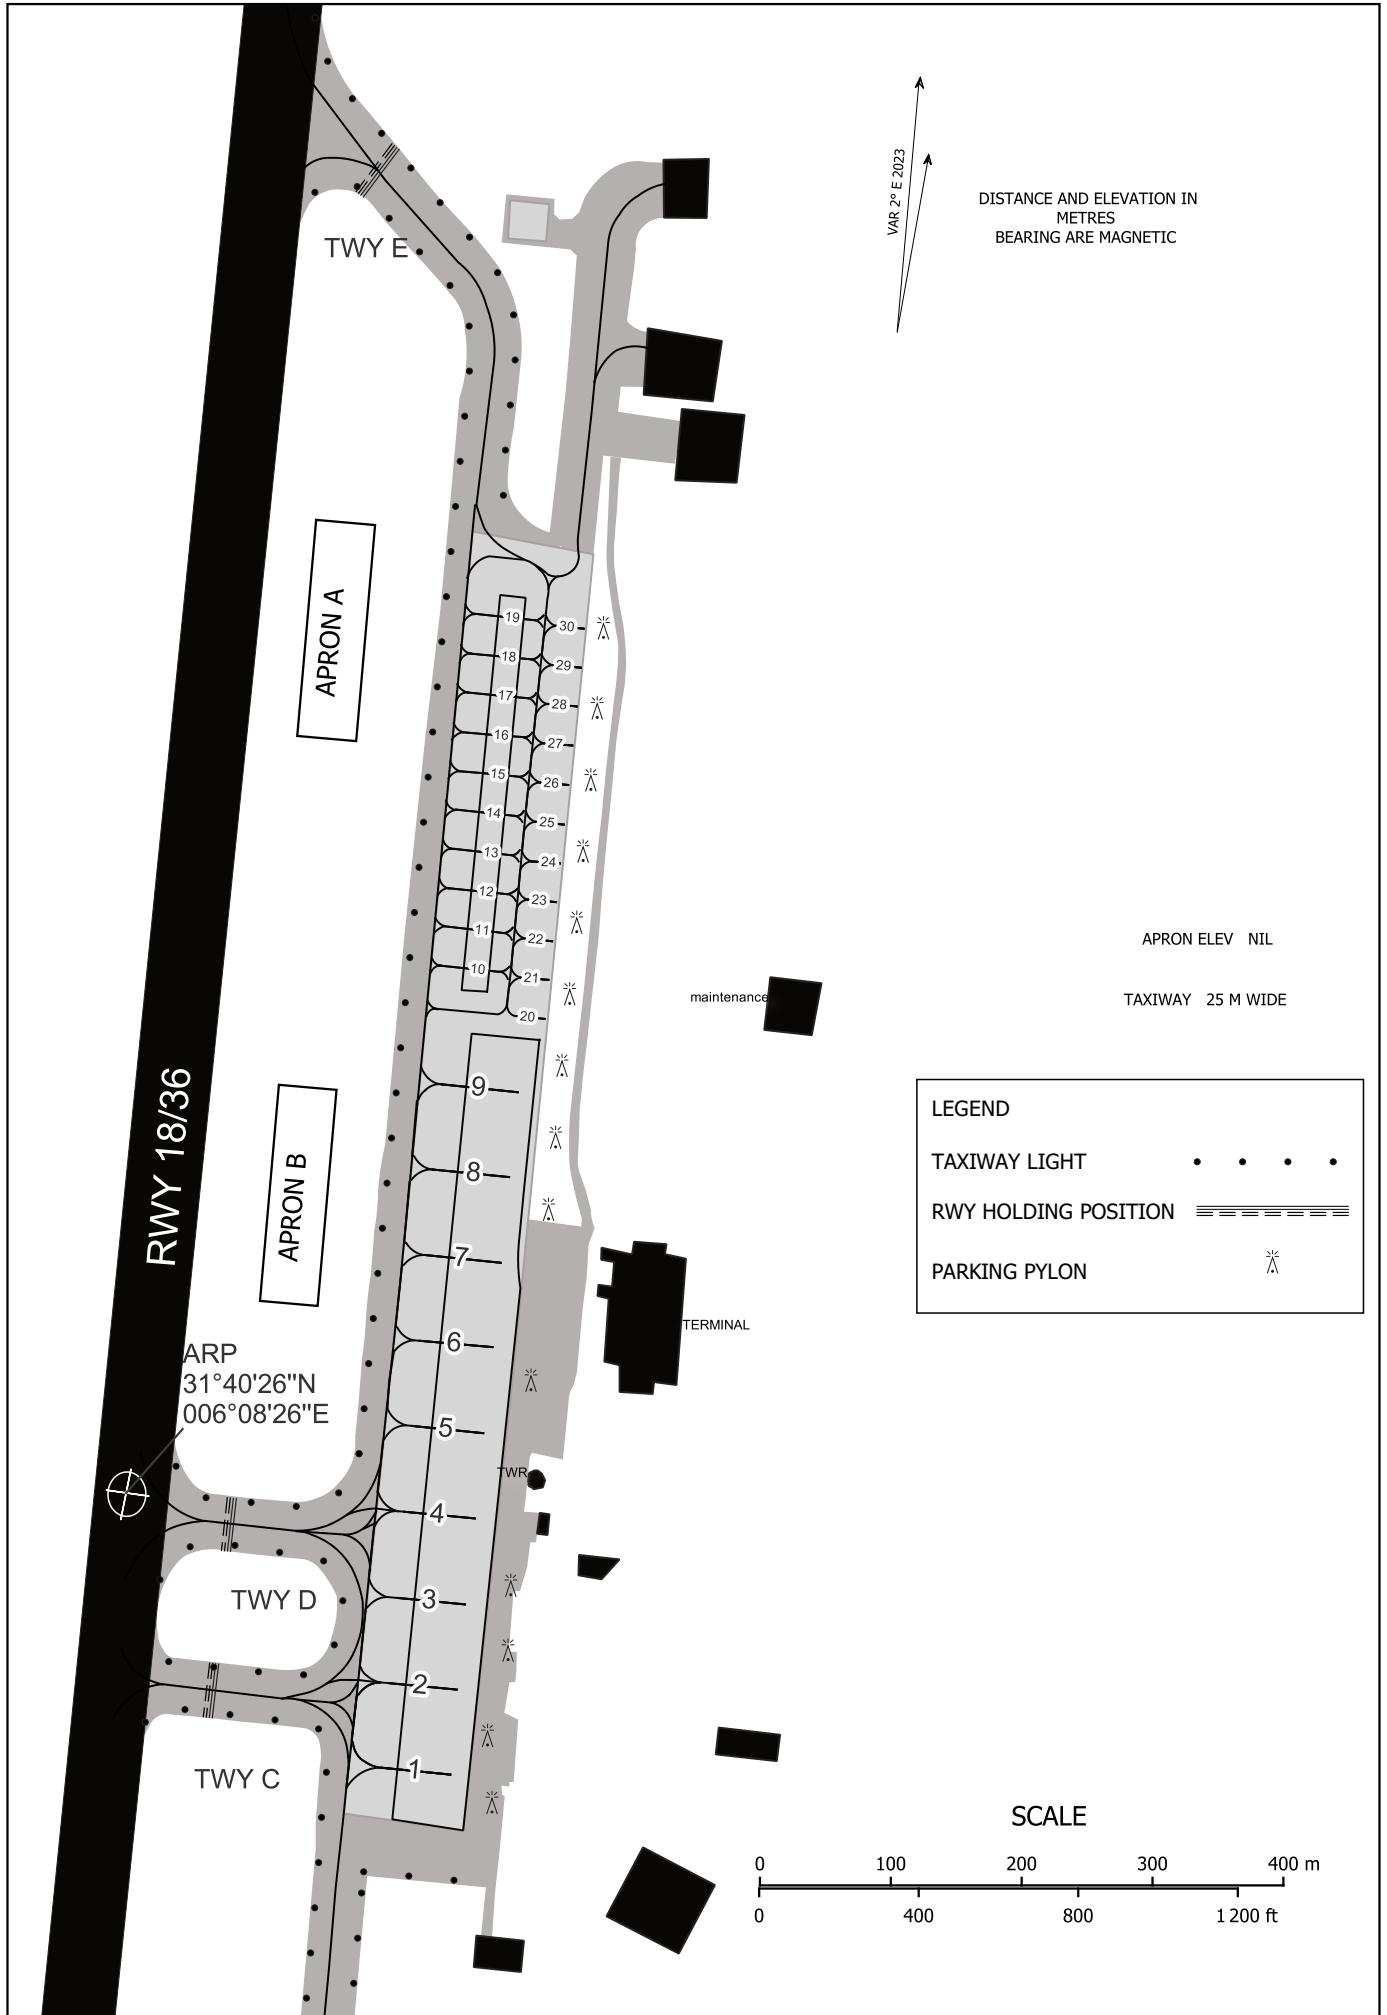 VAR 2° E 2023
DISTANCE AND ELEVATION IN
METRES
BEARING ARE MAGNETIC
TWY E
APRON A
19
30
18
29
17
28
16
27
15
26
14
25
13
24
12
23
11
22
10
21
20
APRON ELEV NIL
maintenance
TAXIWAY 25 M WIDE
RWY 18/36
APRON B
9
8
7
6
5
4
3
2
1
LEGEND
TAXIWAY LIGHT
RWY HOLDING POSITION
PARKING PYLON
TERMINAL
ARP
31°40'26"N
006°08'26"E
TWR
TWY D
TWY C
SCALE
0 100 200 300 400 m
0 400 800 1200 ft